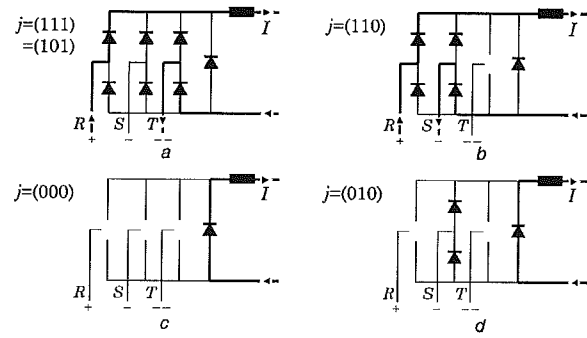 j=(111)
=(101)
I
R S T
+ - --
a
j=(110)
I
R S T
+ - --
b
j=(000)
I
R S T
+ - --
c
j=(010)
I
R S T
+ - --
d